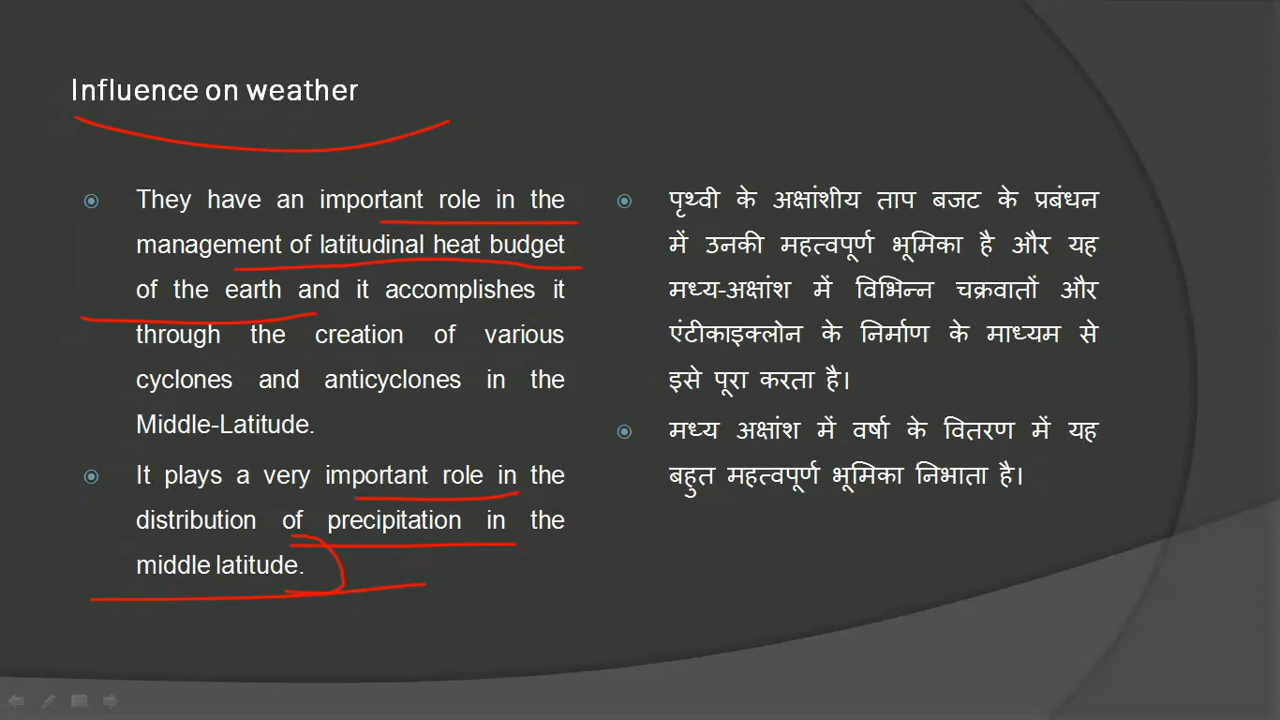 Influence on weather
They have an important role in the
management of latitudinal heat budget
of the earth and it accomplishes it
through the creation of various
cyclones and anticyclones in the
Middle-Latitude.
It plays a very important role in the
distribution of precipitation in the
middle latitude.
पृथ्वी के अक्षांशीय ताप बजट के प्रबंधन
में उनकी महत्वपूर्ण भूमिका है और यह
मध्य-अक्षांश में विभिन्न चक्रवातों और
एंटीकाइक्लोन के निर्माण के माध्यम से
इसे पूरा करता है।
मध्य अक्षांश में वर्षा के वितरण में यह
बहुत महत्वपूर्ण भूमिका निभाता है।